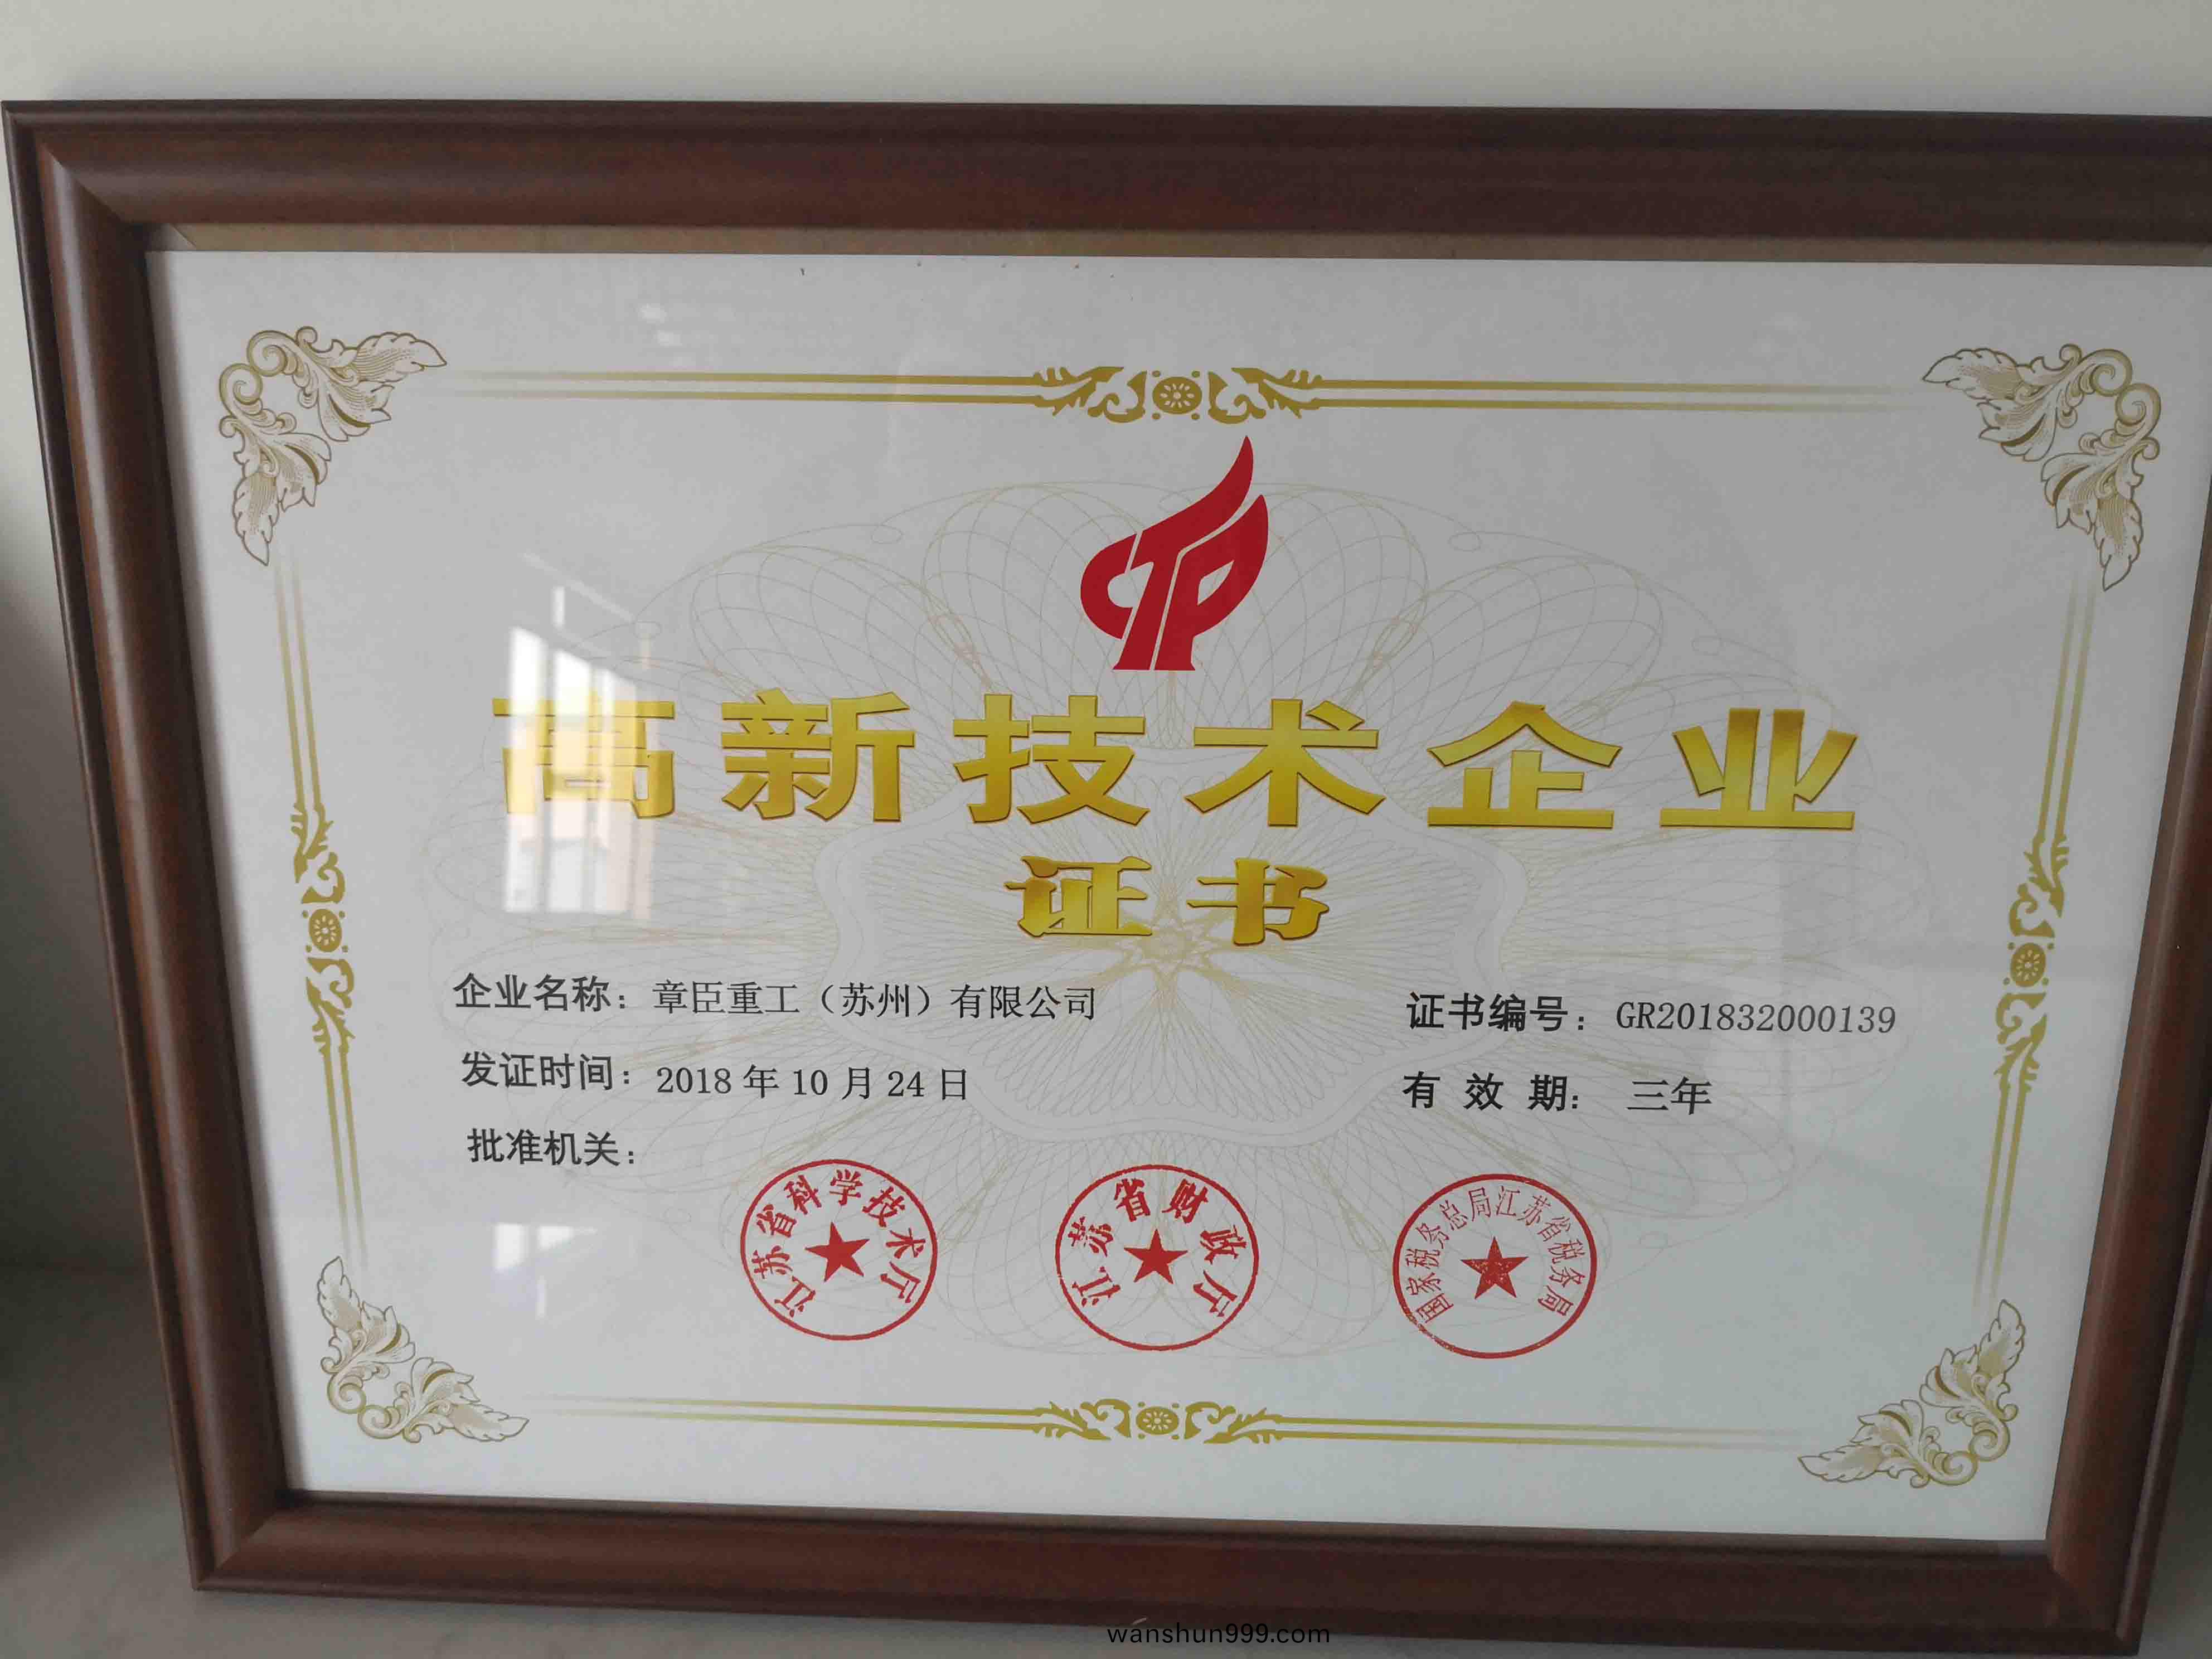 CTP
高新技术企业
证书
企业名称：章臣重工（苏州）有限公司
证书编号：GR201832000139
发证时间：2018年10月24日
有效期：三年
批准机关：
江苏省科学技术厅
江苏省财政厅
国家税务总局江苏省税务局
wanshun999.com